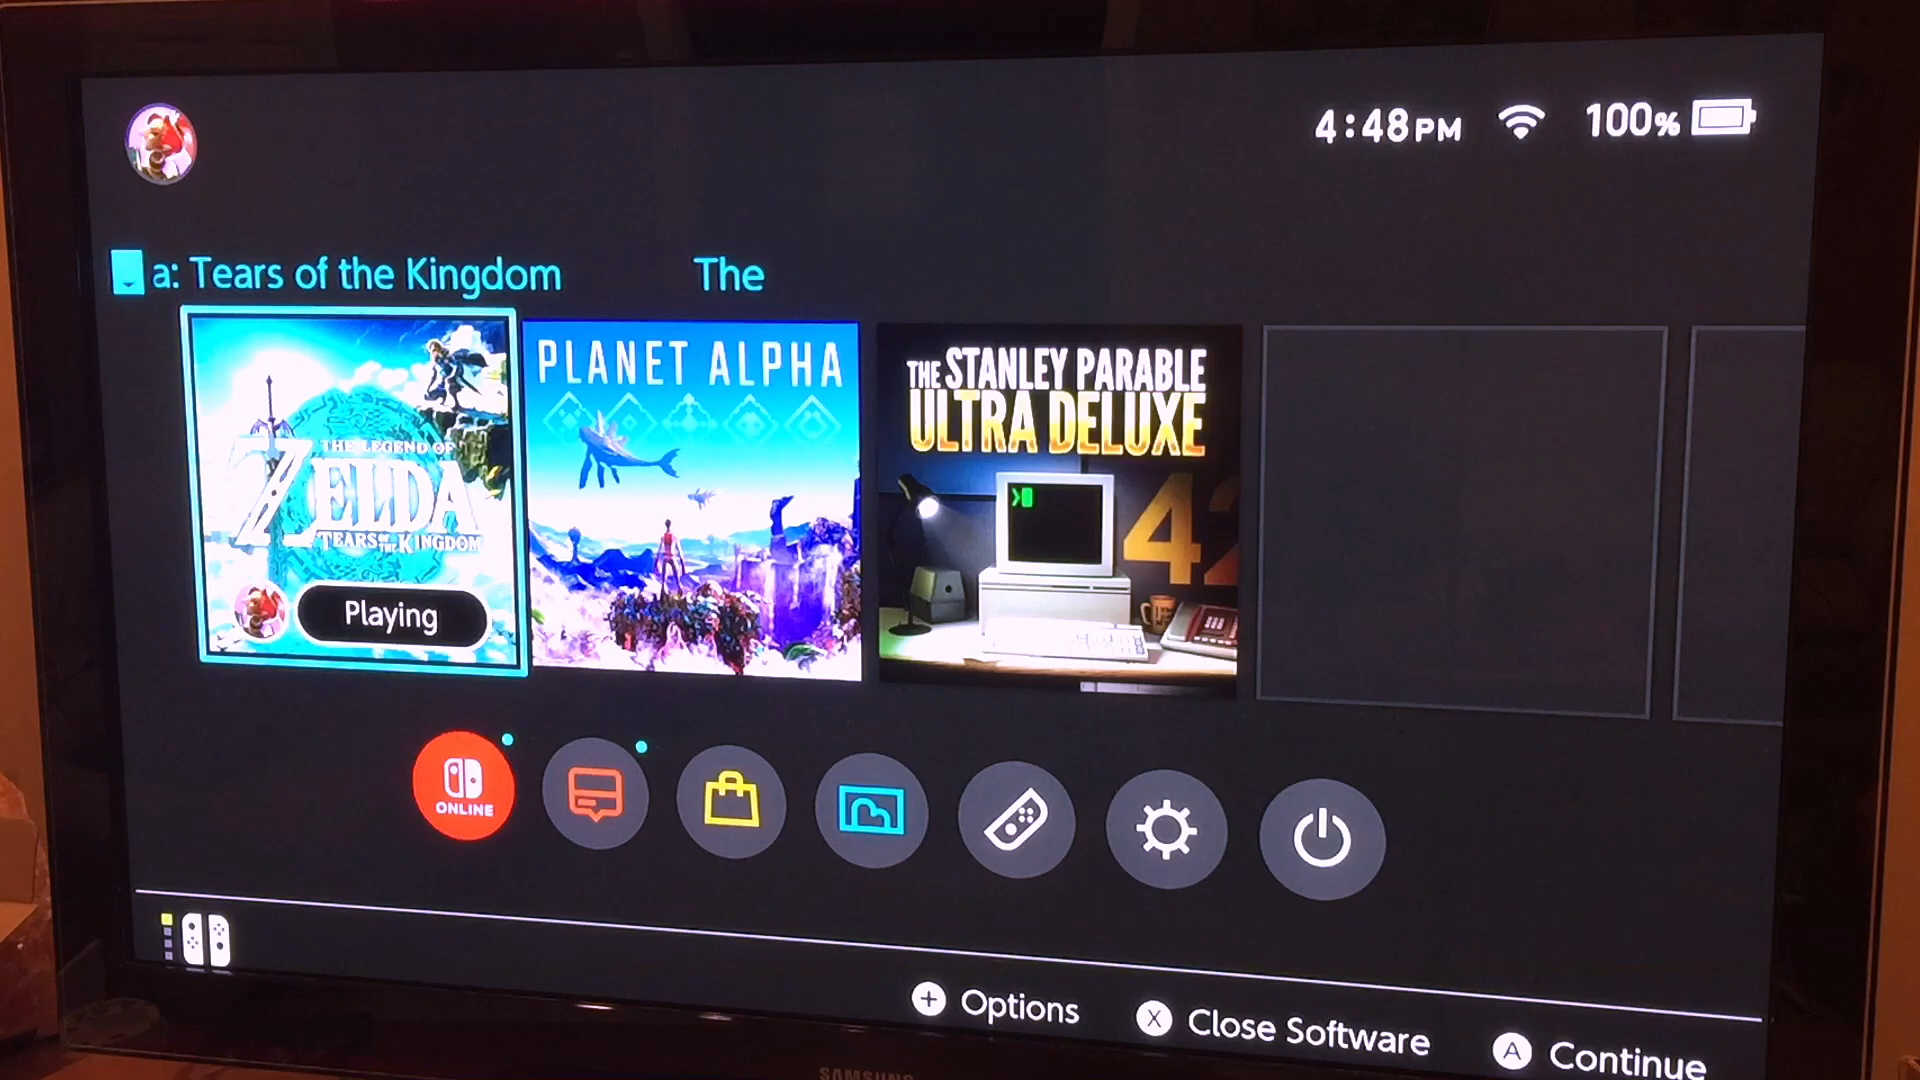 4:48PM 100%
a: Tears of the Kingdom The
THE LEGEND OF
ZELDA
TEARS OF THE KINGDOM
Playing
PLANET ALPHA
THE STANLEY PARABLE
ULTRA DELUXE
42
ONLINE
+ Options X Close Software A Continue
SAMSUNG